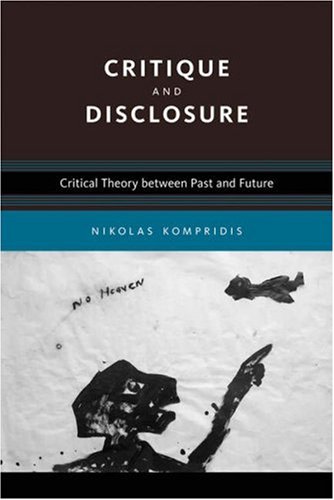 CRITIQUE
AND
DISCLOSURE
Critical Theory between Past and Future
NIKOLAS KOMPRIDIS
No Heaven